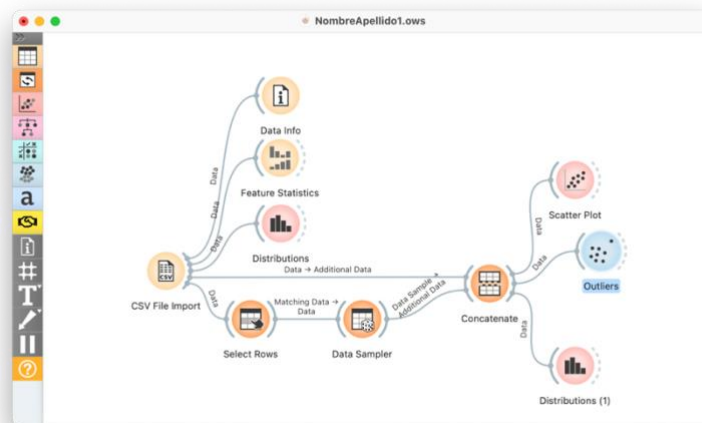 NombreApellido1.ows
Data Info
Data
Feature Statistics
Data
Data
Distributions
Data → Additional Data
CSV
CSV File Import
Data
Matching Data →
Data
Select Rows
Data Sampler
Data Sample →
Additional Data
Concatenate
Data
Scatter Plot
Data
Outliers
Data
Distributions (1)
a
T
?